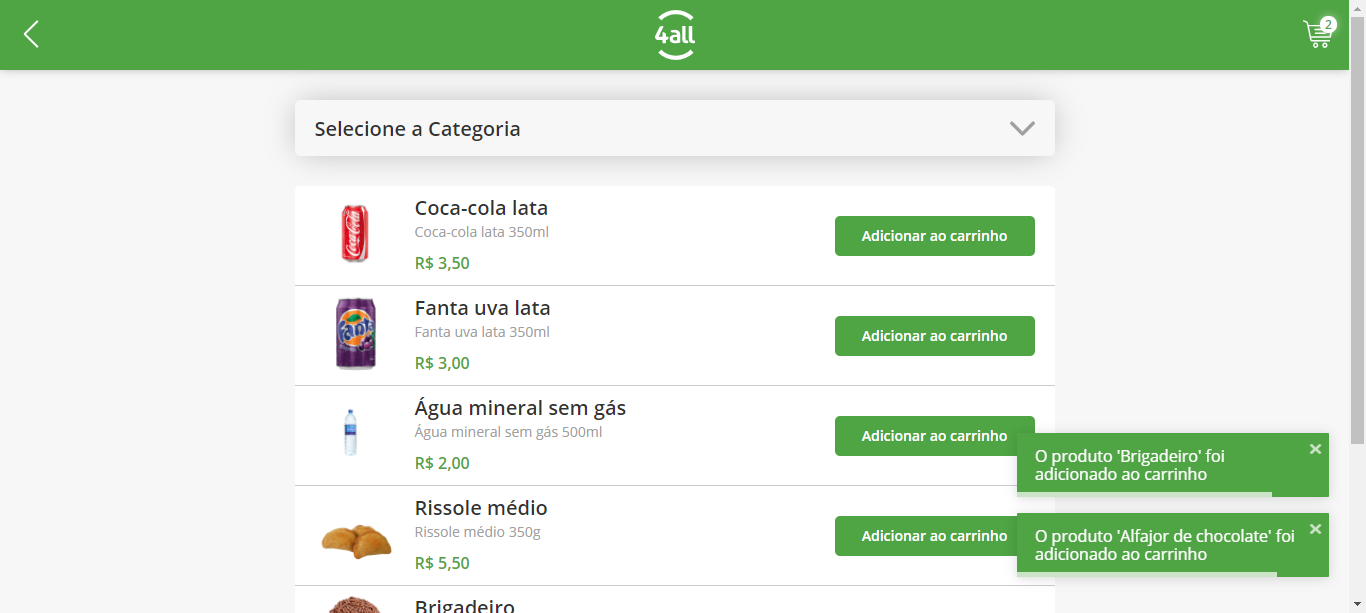 4all
2
Selecione a Categoria
Coca-Cola
Coca-cola lata
Coca-cola lata 350ml
R$ 3,50
Adicionar ao carrinho
Fanta
Fanta uva lata
Fanta uva lata 350ml
R$ 3,00
Adicionar ao carrinho
Água mineral sem gás
Água mineral sem gás 500ml
R$ 2,00
Adicionar ao carrinho
Rissole médio
Rissole médio 350g
R$ 5,50
Adicionar ao carrinho
Brigadeiro
O produto 'Brigadeiro' foi
adicionado ao carrinho
O produto 'Alfajor de chocolate' foi
adicionado ao carrinho